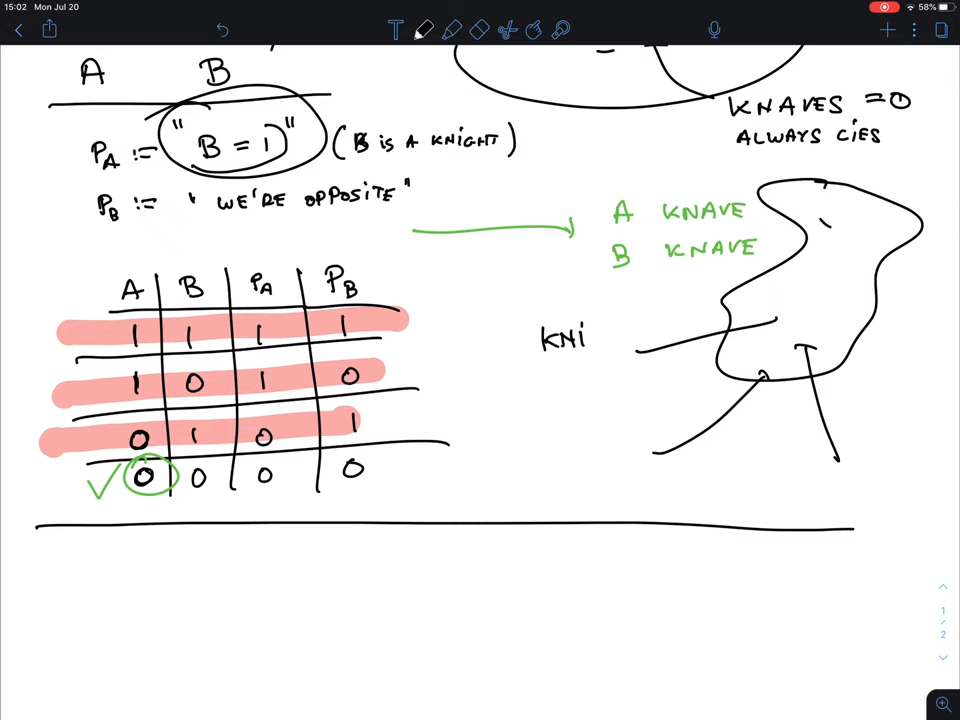 15:02 Mon Jul 20
58%
A B
KNAVES = 0
ALWAYS LIES
P_A := "B = 1" (B IS A KNIGHT)
P_B := "WE'RE OPPOSITE"
A KNAVE
B KNAVE
A B P_A P_B
1 1 1 1
KNI
1 0 1 0
0 1 0 1
0 0 0 0
1
/
2